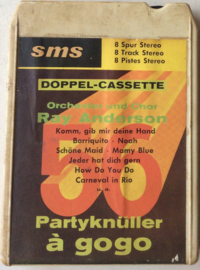 sms
8 Spur Stereo
8 Track Stereo
8 Pistes Stereo
DOPPEL-CASSETTE
Orchester und Chor
Ray Anderson
50
Komm, gib mir deine Hand
Borriquito - Noah
Schöne Maid - Mamy Blue
Jeder hat dich gern
How Do You Do
Carneval in Rio
u.a.
Partyknüller
à gogo